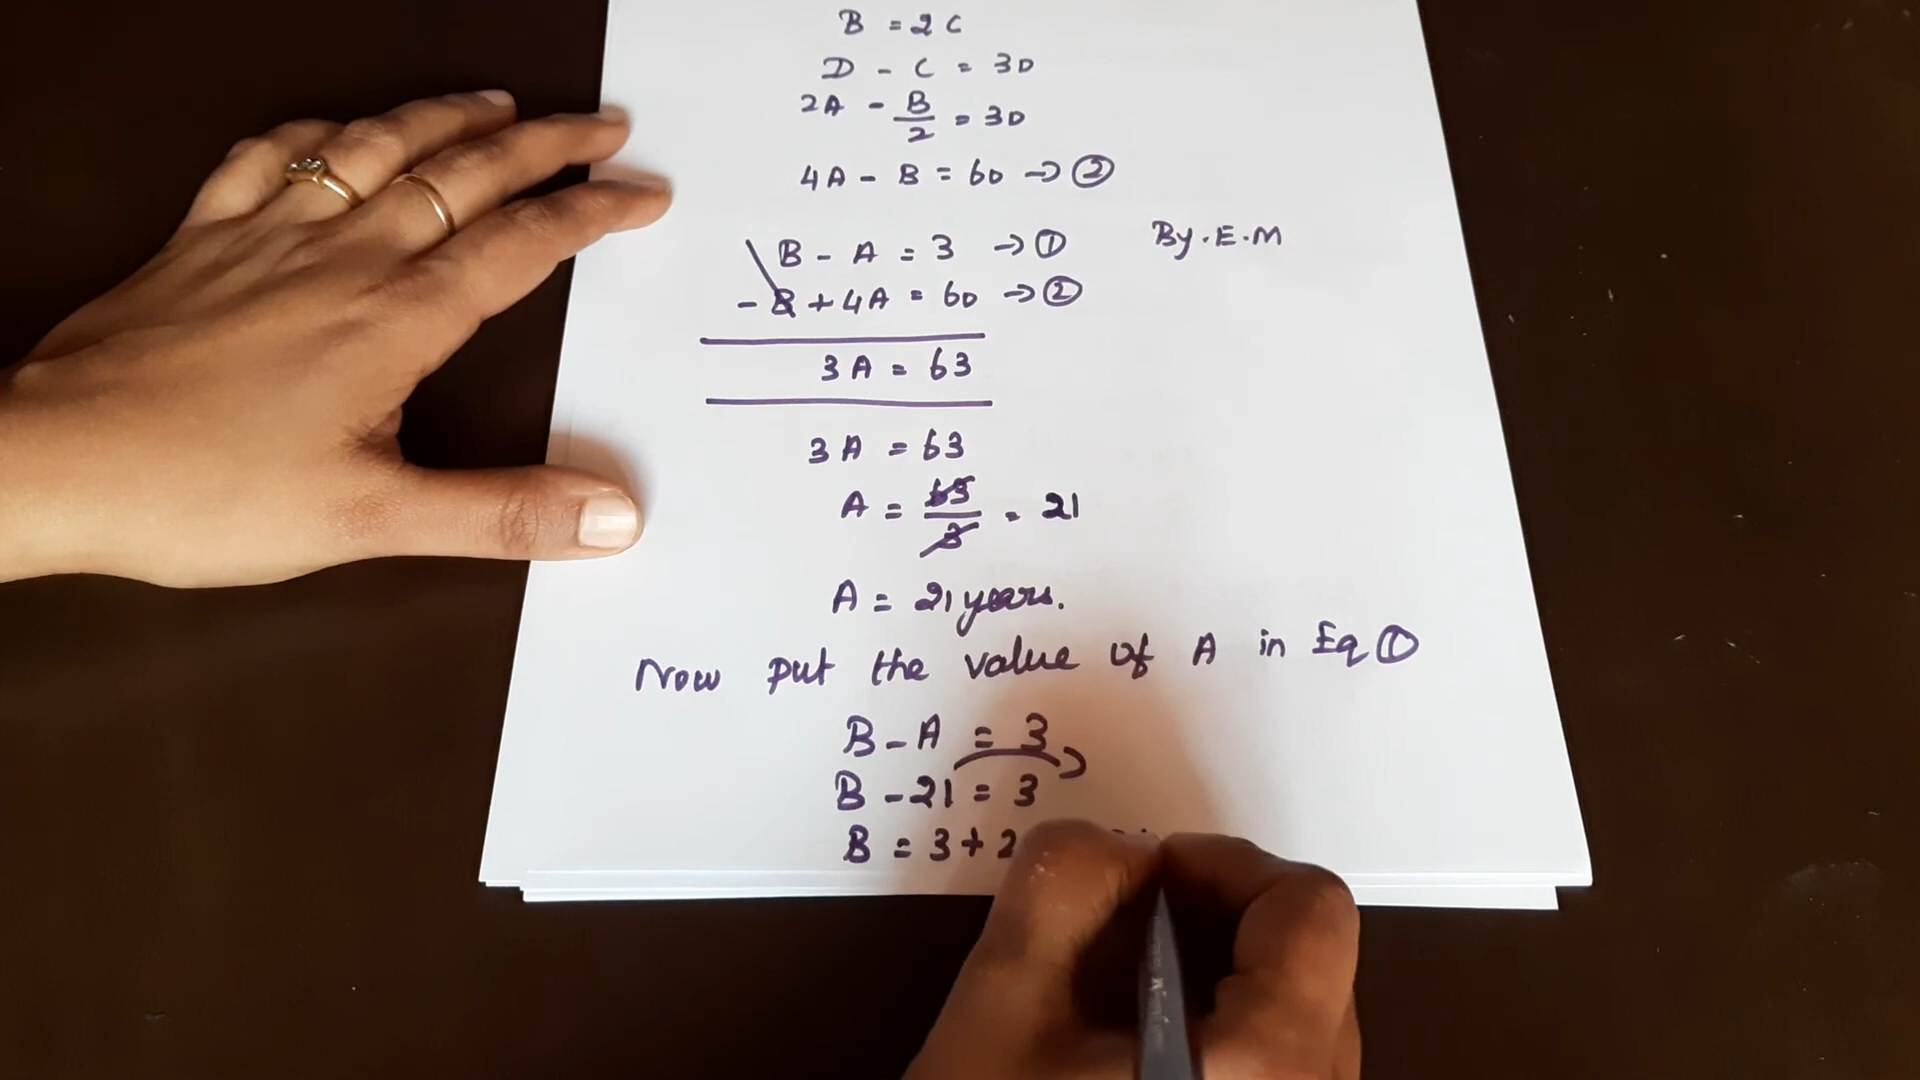 B = 2C
D - C = 30
2A - B/2 = 30
4A - B = 60 → ②
B - A = 3 → ① By. E. M
- B + 4A = 60 → ②
3A = 63
3A = 63
A = 63/3 = 21
A = 21 years.
Now put the value of A in Eq ①
B - A = 3
B - 21 = 3
B = 3 + 2